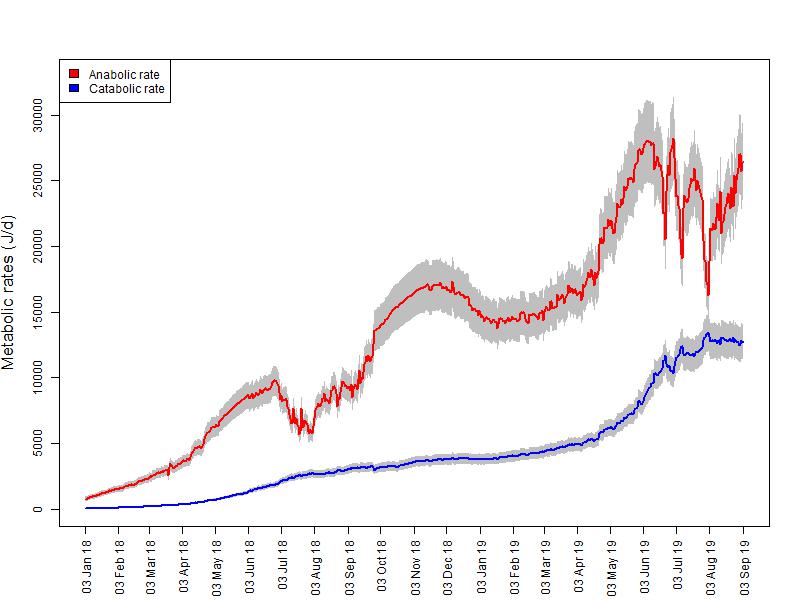 Anabolic rate
Catabolic rate
Metabolic rates (J/d)
30000
25000
20000
15000
10000
5000
0
03 Jan 18
03 Feb 18
03 Mar 18
03 Apr 18
03 May 18
03 Jun 18
03 Jul 18
03 Aug 18
03 Sep 18
03 Oct 18
03 Nov 18
03 Dec 18
03 Jan 19
03 Feb 19
03 Mar 19
03 Apr 19
03 May 19
03 Jun 19
03 Jul 19
03 Aug 19
03 Sep 19